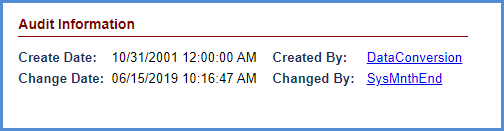 Audit Information
Create Date: 10/31/2001 12:00:00 AM Created By: DataConversion
Change Date: 06/15/2019 10:16:47 AM Changed By: SysMnthEnd